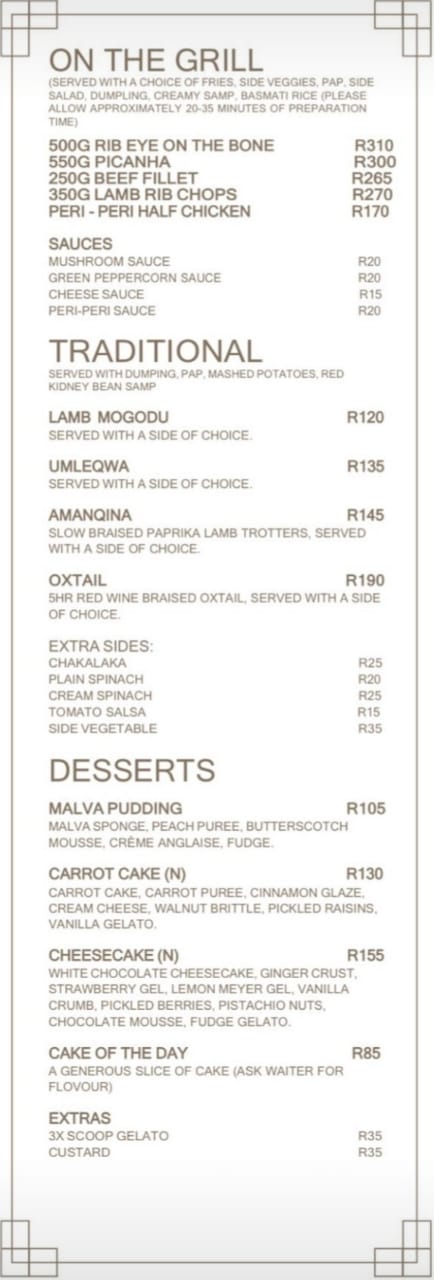 ON THE GRILL
(SERVED WITH A CHOICE OF FRIES, SIDE VEGGIES, PAP, SIDE
SALAD, DUMPLING, CREAMY SAMP, BASMATI RICE (PLEASE
ALLOW APPROXIMATELY 20-35 MINUTES OF PREPARATION
TIME)
500G RIB EYE ON THE BONE R310
550G PICANHA R300
250G BEEF FILLET R265
350G LAMB RIB CHOPS R270
PERI - PERI HALF CHICKEN R170
SAUCES
MUSHROOM SAUCE R20
GREEN PEPPERCORN SAUCE R20
CHEESE SAUCE R15
PERI-PERI SAUCE R20
TRADITIONAL
SERVED WITH DUMPING, PAP, MASHED POTATOES, RED
KIDNEY BEAN SAMP
LAMB MOGODU R120
SERVED WITH A SIDE OF CHOICE.
UMLEQWA R135
SERVED WITH A SIDE OF CHOICE.
AMANQINA R145
SLOW BRAISED PAPRIKA LAMB TROTTERS, SERVED
WITH A SIDE OF CHOICE.
OXTAIL R190
5HR RED WINE BRAISED OXTAIL, SERVED WITH A SIDE
OF CHOICE.
EXTRA SIDES:
CHAKALAKA R25
PLAIN SPINACH R20
CREAM SPINACH R25
TOMATO SALSA R15
SIDE VEGETABLE R35
DESSERTS
MALVA PUDDING R105
MALVA SPONGE, PEACH PUREE, BUTTERSCOTCH
MOUSSE, CRÈME ANGLAISE, FUDGE.
CARROT CAKE (N) R130
CARROT CAKE, CARROT PUREE, CINNAMON GLAZE,
CREAM CHEESE, WALNUT BRITTLE, PICKLED RAISINS,
VANILLA GELATO.
CHEESECAKE (N) R155
WHITE CHOCOLATE CHEESECAKE, GINGER CRUST,
STRAWBERRY GEL, LEMON MEYER GEL, VANILLA
CRUMB, PICKLED BERRIES, PISTACHIO NUTS,
CHOCOLATE MOUSSE, FUDGE GELATO.
CAKE OF THE DAY R85
A GENEROUS SLICE OF CAKE (ASK WAITER FOR
FLOVOUR)
EXTRAS
3X SCOOP GELATO R35
CUSTARD R35